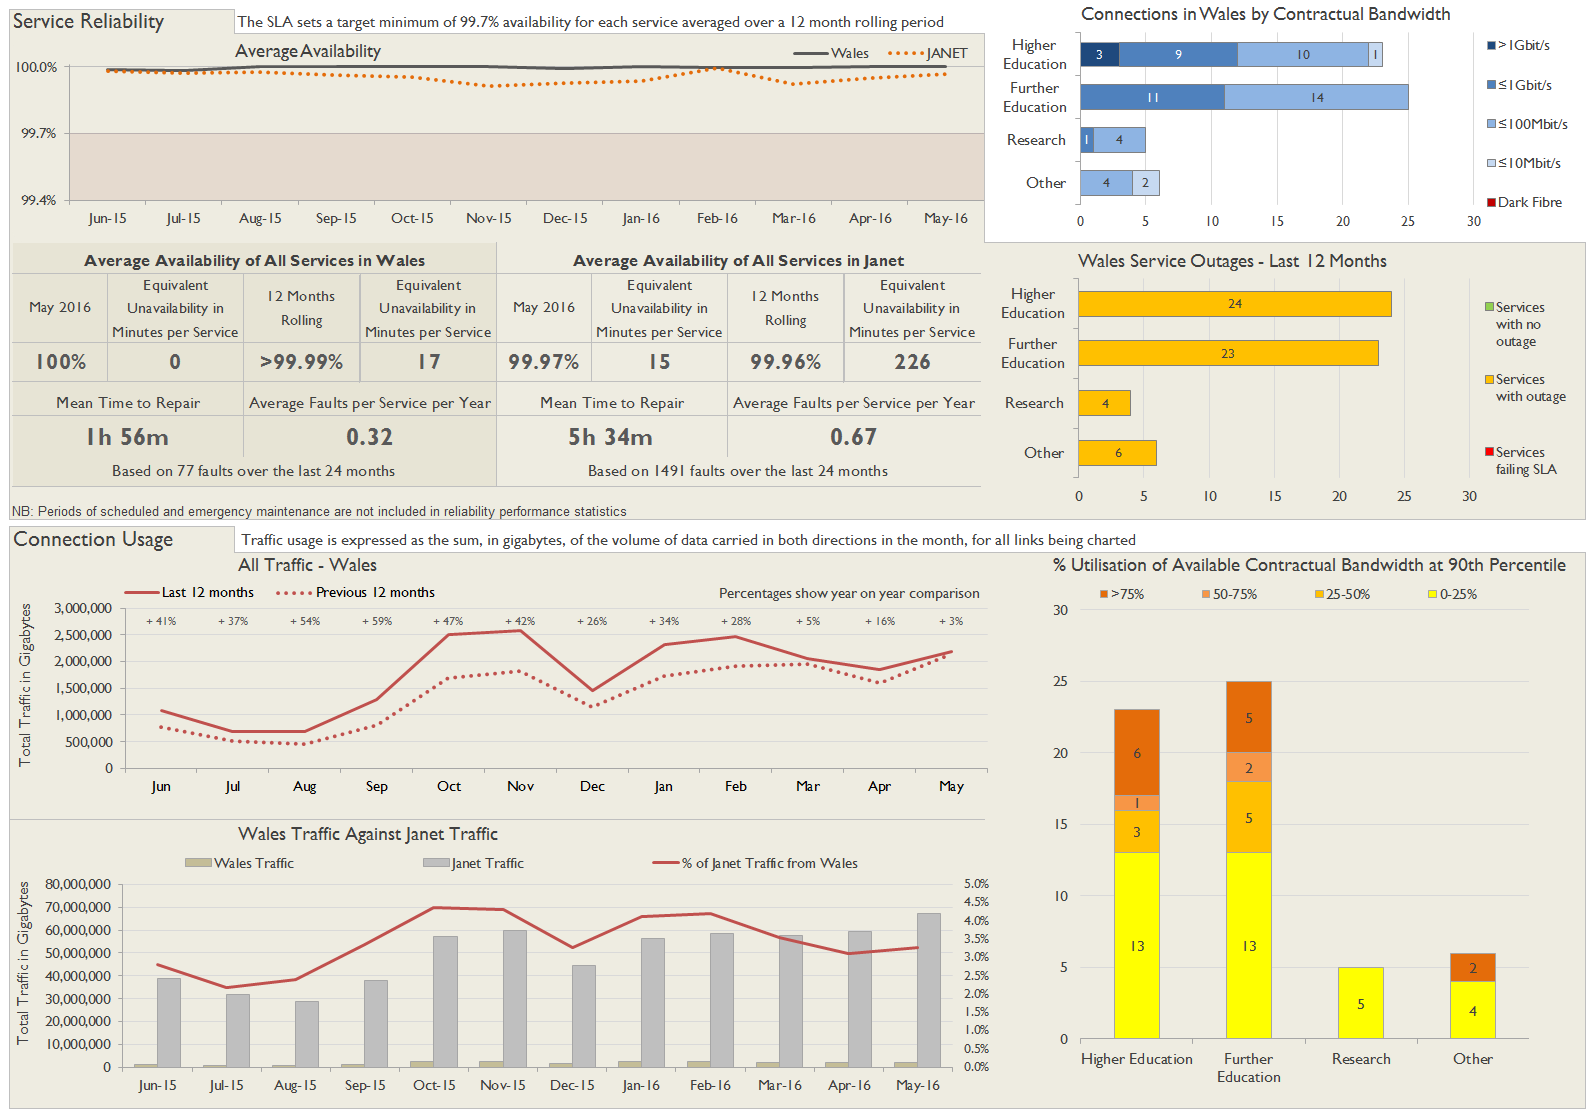 Service Reliability
The SLA sets a target minimum of 99.7% availability for each service averaged over a 12 month rolling period
Average Availability
Wales
JANET
100.0%
99.7%
99.4%
Jun-15 Jul-15 Aug-15 Sep-15 Oct-15 Nov-15 Dec-15 Jan-16 Feb-16 Mar-16 Apr-16 May-16
Connections in Wales by Contractual Bandwidth
Higher
Education
3 9 10 1
Further
Education
11 14
Research
1 4
Other
4 2
0 5 10 15 20 25 30
>1Gbit/s
≤1Gbit/s
≤100Mbit/s
≤10Mbit/s
Dark Fibre
Average Availability of All Services in Wales
May 2016
Equivalent
Unavailability in
Minutes per Service
12 Months
Rolling
Equivalent
Unavailability in
Minutes per Service
100% 0 >99.99% 17
Mean Time to Repair
Average Faults per Service per Year
1h 56m 0.32
Based on 77 faults over the last 24 months
Average Availability of All Services in Janet
May 2016
Equivalent
Unavailability in
Minutes per Service
12 Months
Rolling
Equivalent
Unavailability in
Minutes per Service
99.97% 15 99.96% 226
Mean Time to Repair
Average Faults per Service per Year
5h 34m 0.67
Based on 1491 faults over the last 24 months
NB: Periods of scheduled and emergency maintenance are not included in reliability performance statistics
Wales Service Outages - Last 12 Months
Higher
Education
24
Further
Education
23
Research
4
Other
6
0 5 10 15 20 25 30
Services
with no
outage
Services
with outage
Services
failing SLA
Connection Usage
Traffic usage is expressed as the sum, in gigabytes, of the volume of data carried in both directions in the month, for all links being charted
All Traffic - Wales
Last 12 months
Previous 12 months
Percentages show year on year comparison
Total Traffic in Gigabytes
3,000,000
2,500,000
2,000,000
1,500,000
1,000,000
500,000
0
+ 41% + 37% + 54% + 59% + 47% + 42% + 26% + 34% + 28% + 5% + 16% + 3%
Jun Jul Aug Sep Oct Nov Dec Jan Feb Mar Apr May
Wales Traffic Against Janet Traffic
Wales Traffic
Janet Traffic
% of Janet Traffic from Wales
Total Traffic in Gigabytes
80,000,000
70,000,000
60,000,000
50,000,000
40,000,000
30,000,000
20,000,000
10,000,000
0
5.0%
4.5%
4.0%
3.5%
3.0%
2.5%
2.0%
1.5%
1.0%
0.5%
0.0%
Jun-15 Jul-15 Aug-15 Sep-15 Oct-15 Nov-15 Dec-15 Jan-16 Feb-16 Mar-16 Apr-16 May-16
% Utilisation of Available Contractual Bandwidth at 90th Percentile
>75%
50-75%
25-50%
0-25%
30
25
20
15
10
5
0
6
1
3
13
5
2
5
13
5
2
4
Higher Education
Further
Education
Research
Other